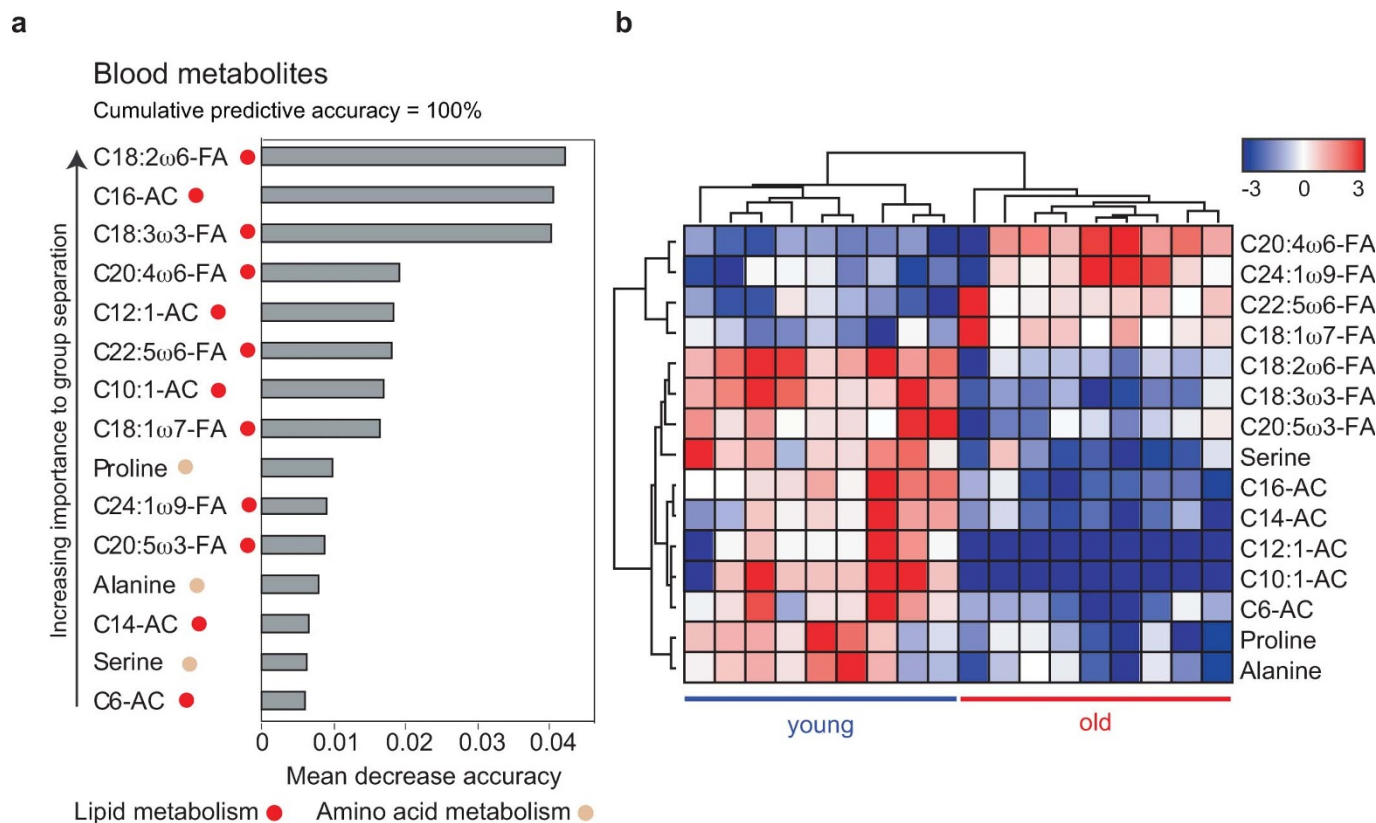 a
Blood metabolites
Cumulative predictive accuracy = 100%
Increasing importance to group separation
C18:2ω6-FA
C16-AC
C18:3ω3-FA
C20:4ω6-FA
C12:1-AC
C22:5ω6-FA
C10:1-AC
C18:1ω7-FA
Proline
C24:1ω9-FA
C20:5ω3-FA
Alanine
C14-AC
Serine
C6-AC
0 0.01 0.02 0.03 0.04
Mean decrease accuracy
Lipid metabolism Amino acid metabolism
b
-3 0 3
C20:4ω6-FA
C24:1ω9-FA
C22:5ω6-FA
C18:1ω7-FA
C18:2ω6-FA
C18:3ω3-FA
C20:5ω3-FA
Serine
C16-AC
C14-AC
C12:1-AC
C10:1-AC
C6-AC
Proline
Alanine
young old